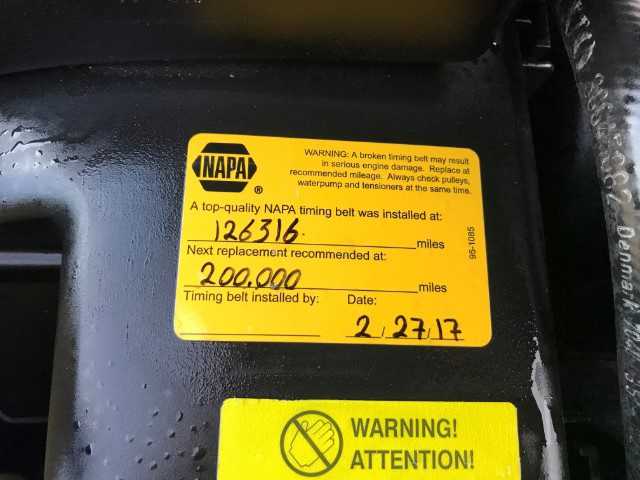 NAPA ®
WARNING: A broken timing belt may result
in serious engine damage. Replace at
recommended mileage. Always check pulleys,
waterpump and tensioners at the same time.
A top-quality NAPA timing belt was installed at:
126316 miles
Next replacement recommended at:
200,000 miles
Timing belt installed by: Date:
2,27,17
95-1085
WARNING!
ATTENTION!
Denmark